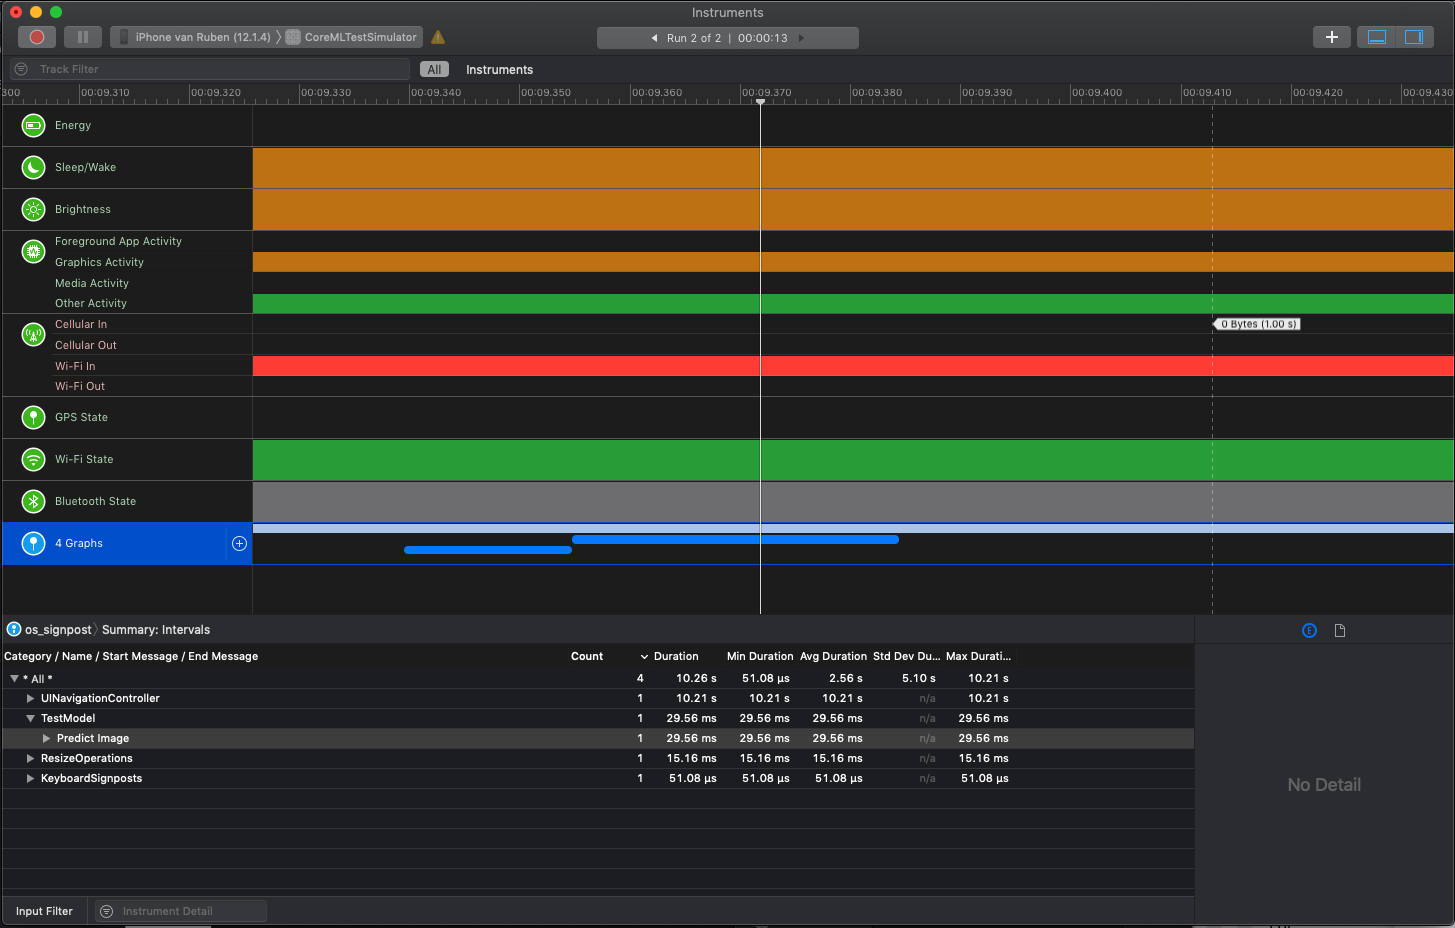 Instruments
iPhone van Ruben (12.1.4) CoreMLTestSimulator
Run 2 of 2 | 00:00:13
Track Filter All Instruments
300 00:09.310 00:09.320 00:09.330 00:09.340 00:09.350 00:09.360 00:09.370 00:09.380 00:09.390 00:09.400 00:09.410 00:09.420 00:09.430
Energy
Sleep/Wake
Brightness
Foreground App Activity
Graphics Activity
Media Activity
Other Activity
Cellular In
0 Bytes (1.00 s)
Cellular Out
Wi-Fi In
Wi-Fi Out
GPS State
Wi-Fi State
Bluetooth State
4 Graphs
os_signpost Summary: Intervals
E
Category / Name / Start Message / End Message Count Duration Min Duration Avg Duration Std Dev Du... Max Durati...
* All * 4 10.26 s 51.08 µs 2.56 s 5.10 s 10.21 s
UINavigationController 1 10.21 s 10.21 s 10.21 s n/a 10.21 s
TestModel 1 29.56 ms 29.56 ms 29.56 ms n/a 29.56 ms
Predict Image 1 29.56 ms 29.56 ms 29.56 ms n/a 29.56 ms
ResizeOperations 1 15.16 ms 15.16 ms 15.16 ms n/a 15.16 ms
KeyboardSignposts 1 51.08 µs 51.08 µs 51.08 µs n/a 51.08 µs
No Detail
Input Filter Instrument Detail